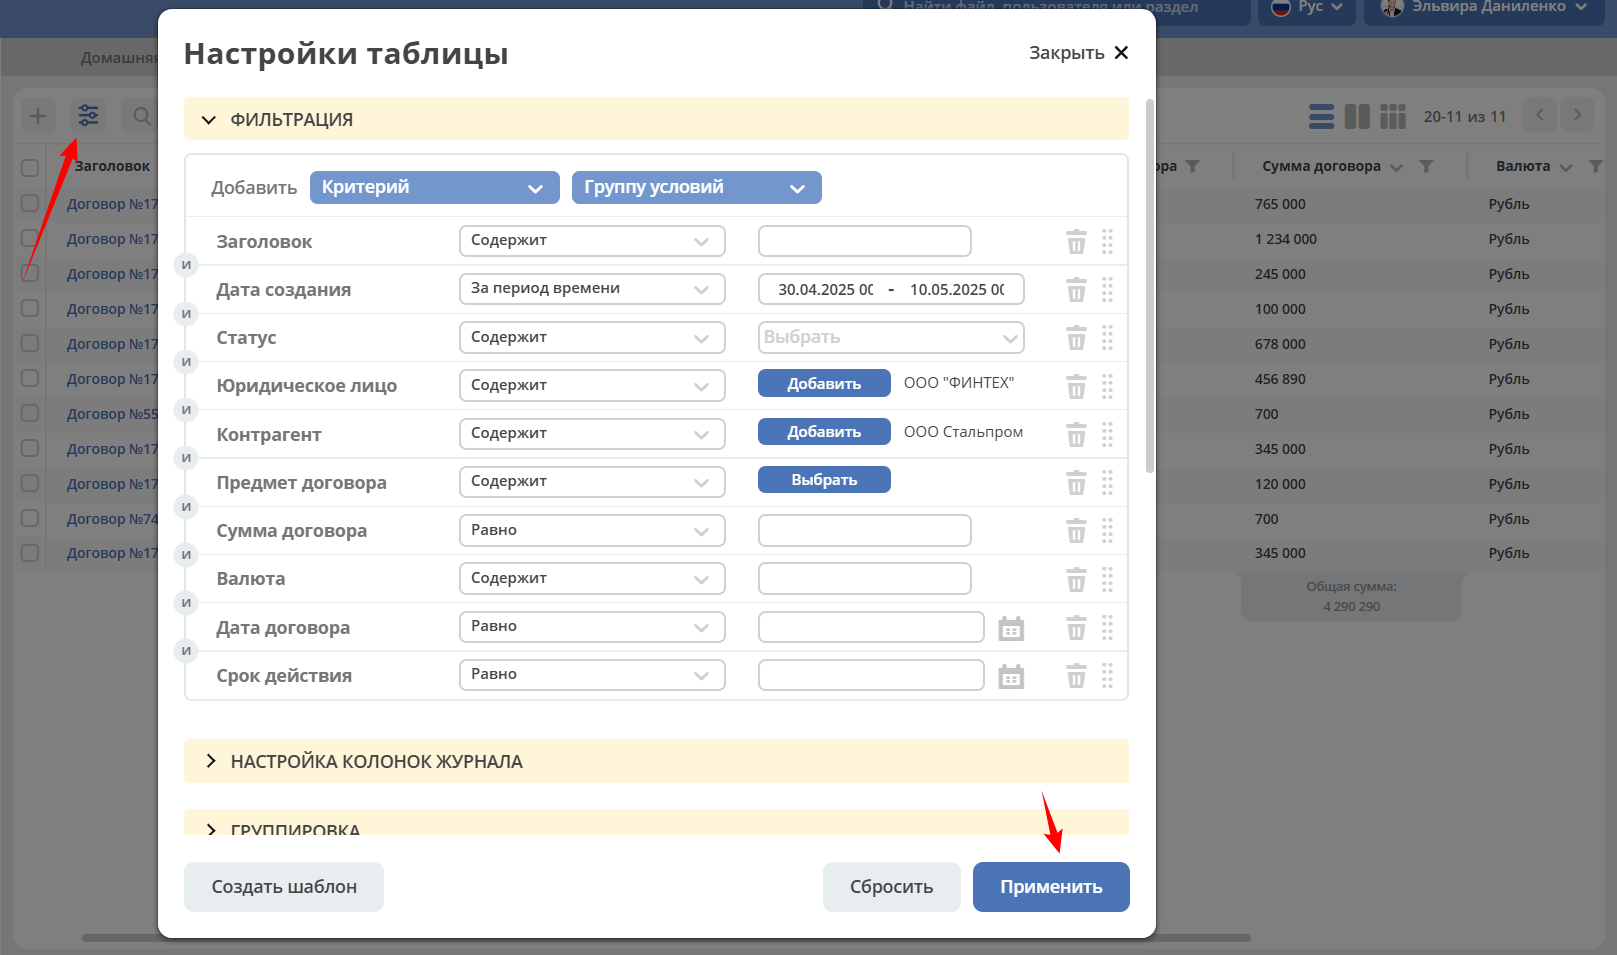 Найти файл, пользователя или раздел
Рус
Эльвира Даниленко
Домашняя
Настройки таблицы
Закрыть
20-11 из 11
Заголовок
Сумма договора
Валюта
Договор №17
765 000
Рубль
Договор №17
1 234 000
Рубль
Договор №17
245 000
Рубль
Договор №17
100 000
Рубль
Договор №17
678 000
Рубль
Договор №17
456 890
Рубль
Договор №55
700
Рубль
Договор №17
345 000
Рубль
Договор №17
120 000
Рубль
Договор №74
700
Рубль
Договор №17
345 000
Рубль
Общая сумма:
4 290 290
ФИЛЬТРАЦИЯ
Добавить Критерий Группу условий
Заголовок Содержит
и
Дата создания За период времени 30.04.2025 00 - 10.05.2025 00
и
Статус Содержит Выбрать
и
Юридическое лицо Содержит Добавить ООО "ФИНТЕХ"
и
Контрагент Содержит Добавить ООО Стальпром
и
Предмет договора Содержит Выбрать
и
Сумма договора Равно
и
Валюта Содержит
и
Дата договора Равно
и
Срок действия Равно
НАСТРОЙКА КОЛОНОК ЖУРНАЛА
ГРУППИРОВКА
Создать шаблон
Сбросить
Применить